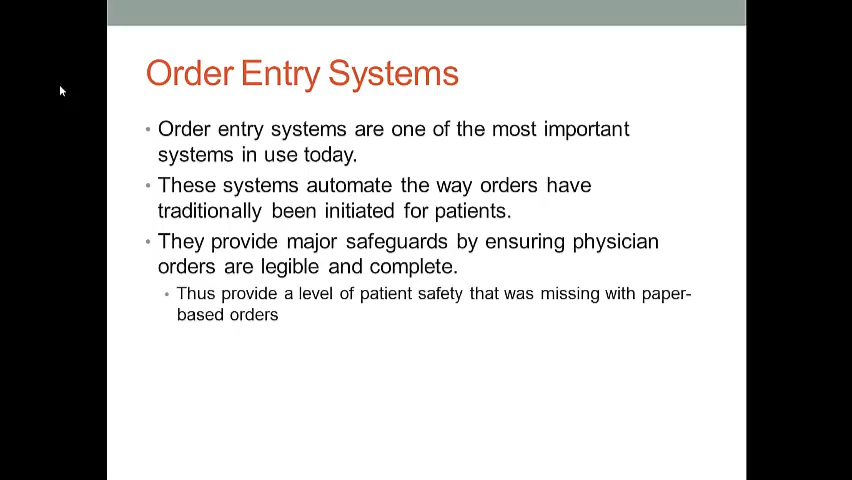 Order Entry Systems
• Order entry systems are one of the most important
systems in use today.
• These systems automate the way orders have
traditionally been initiated for patients.
• They provide major safeguards by ensuring physician
orders are legible and complete.
• Thus provide a level of patient safety that was missing with paper-
based orders